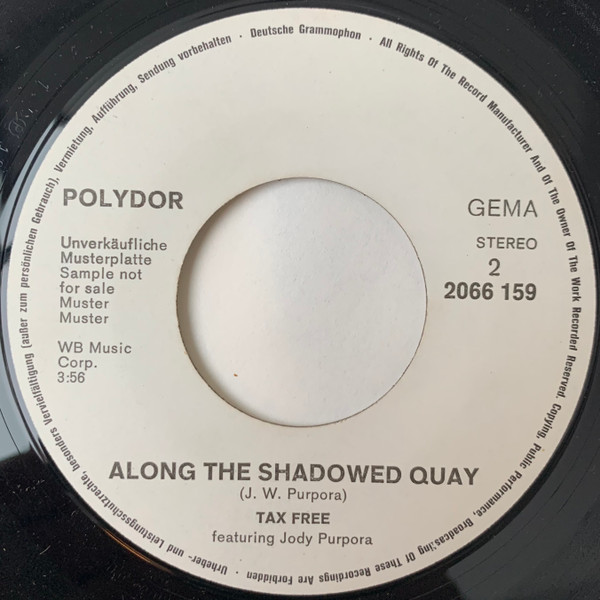 Urheber- und Leistungsschutzrechte, besonders Vervielfältigung (außer zum persönlichen Gebrauch), Vermietung, Aufführung, Sendung vorbehalten · Deutsche Grammophon · All Rights Of The Record Manufacturer And Of The Owner Of The Work Recorded Reserved. Copying, Public Performance, Broadcasting Of These Recordings Are Forbidden ·
POLYDOR
Unverkäufliche
Musterplatte
Sample not
for sale
Muster
Muster
WB Music
Corp.
3:56
GEMA
STEREO
2
2066 159
ALONG THE SHADOWED QUAY
(J. W. Purpora)
TAX FREE
featuring Jody Purpora